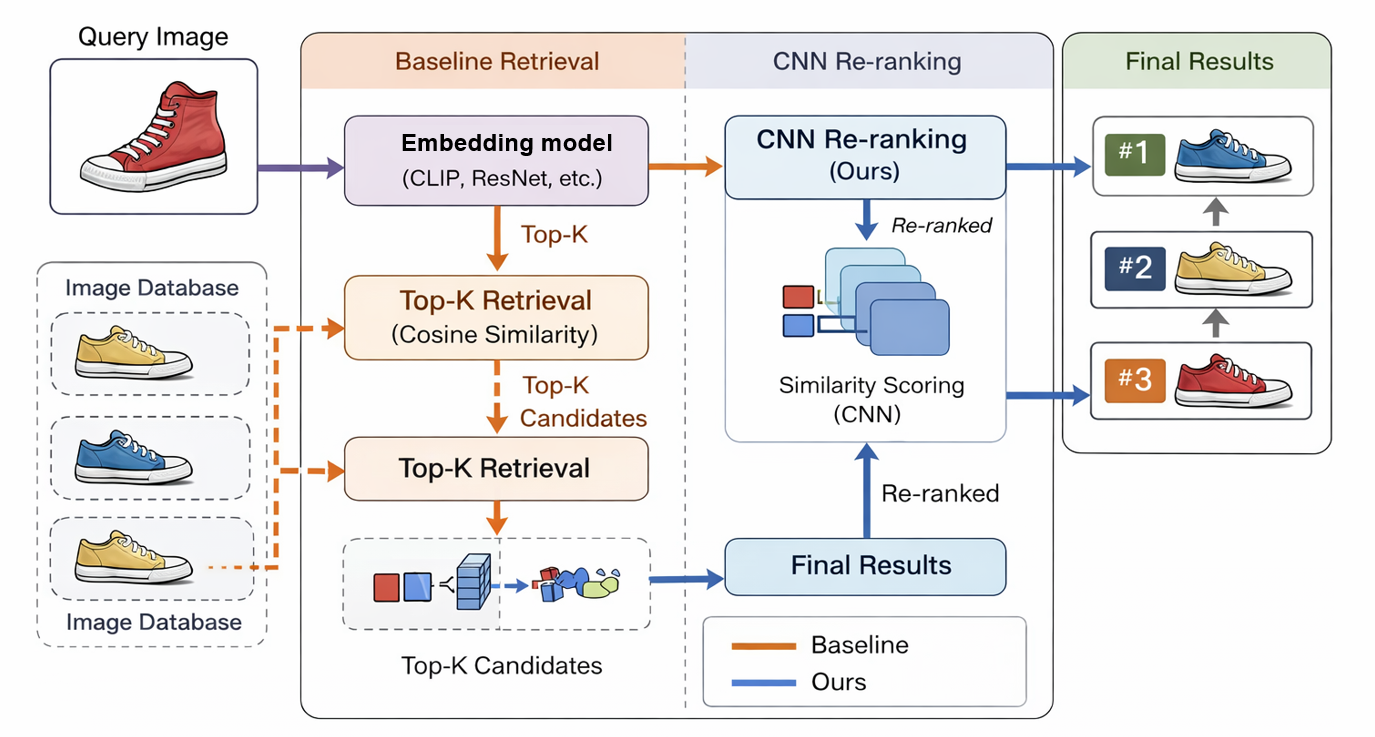 Query Image
Baseline Retrieval
CNN Re-ranking
Final Results
Embedding model
(CLIP, ResNet, etc.)
CNN Re-ranking
(Ours)
#1
Top-K
Re-ranked
#2
Image Database
Top-K Retrieval
(Cosine Similarity)
Top-K
Candidates
Similarity Scoring
(CNN)
#3
Top-K Retrieval
Re-ranked
Final Results
Image Database
Top-K Candidates
Baseline
Ours